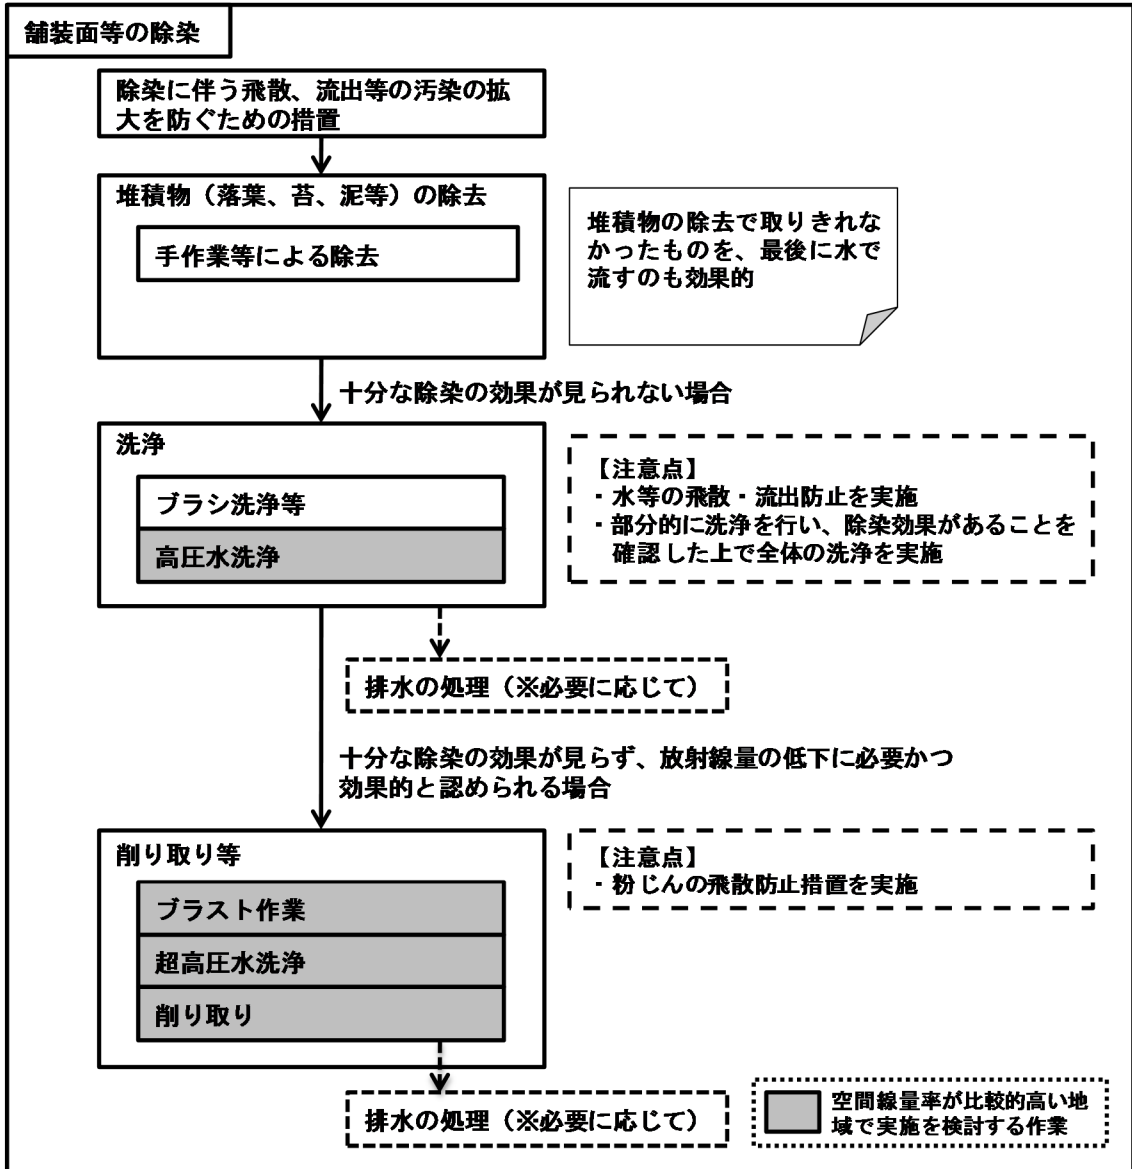 舗装面等の除染
除染に伴う飛散、流出等の汚染の拡
大を防ぐための措置
堆積物（落葉、苔、泥等）の除去
手作業等による除去
堆積物の除去で取りきれな
かったものを、最後に水で
流すのも効果的
十分な除染の効果が見られない場合
洗浄
ブラシ洗浄等
高圧水洗浄
【注意点】
・水等の飛散・流出防止を実施
・部分的に洗浄を行い、除染効果があることを
確認した上で全体の洗浄を実施
排水の処理（※必要に応じて）
十分な除染の効果が見らず、放射線量の低下に必要かつ
効果的と認められる場合
削り取り等
ブラスト作業
超高圧水洗浄
削り取り
【注意点】
・粉じんの飛散防止措置を実施
排水の処理（※必要に応じて）
空間線量率が比較的高い地
域で実施を検討する作業